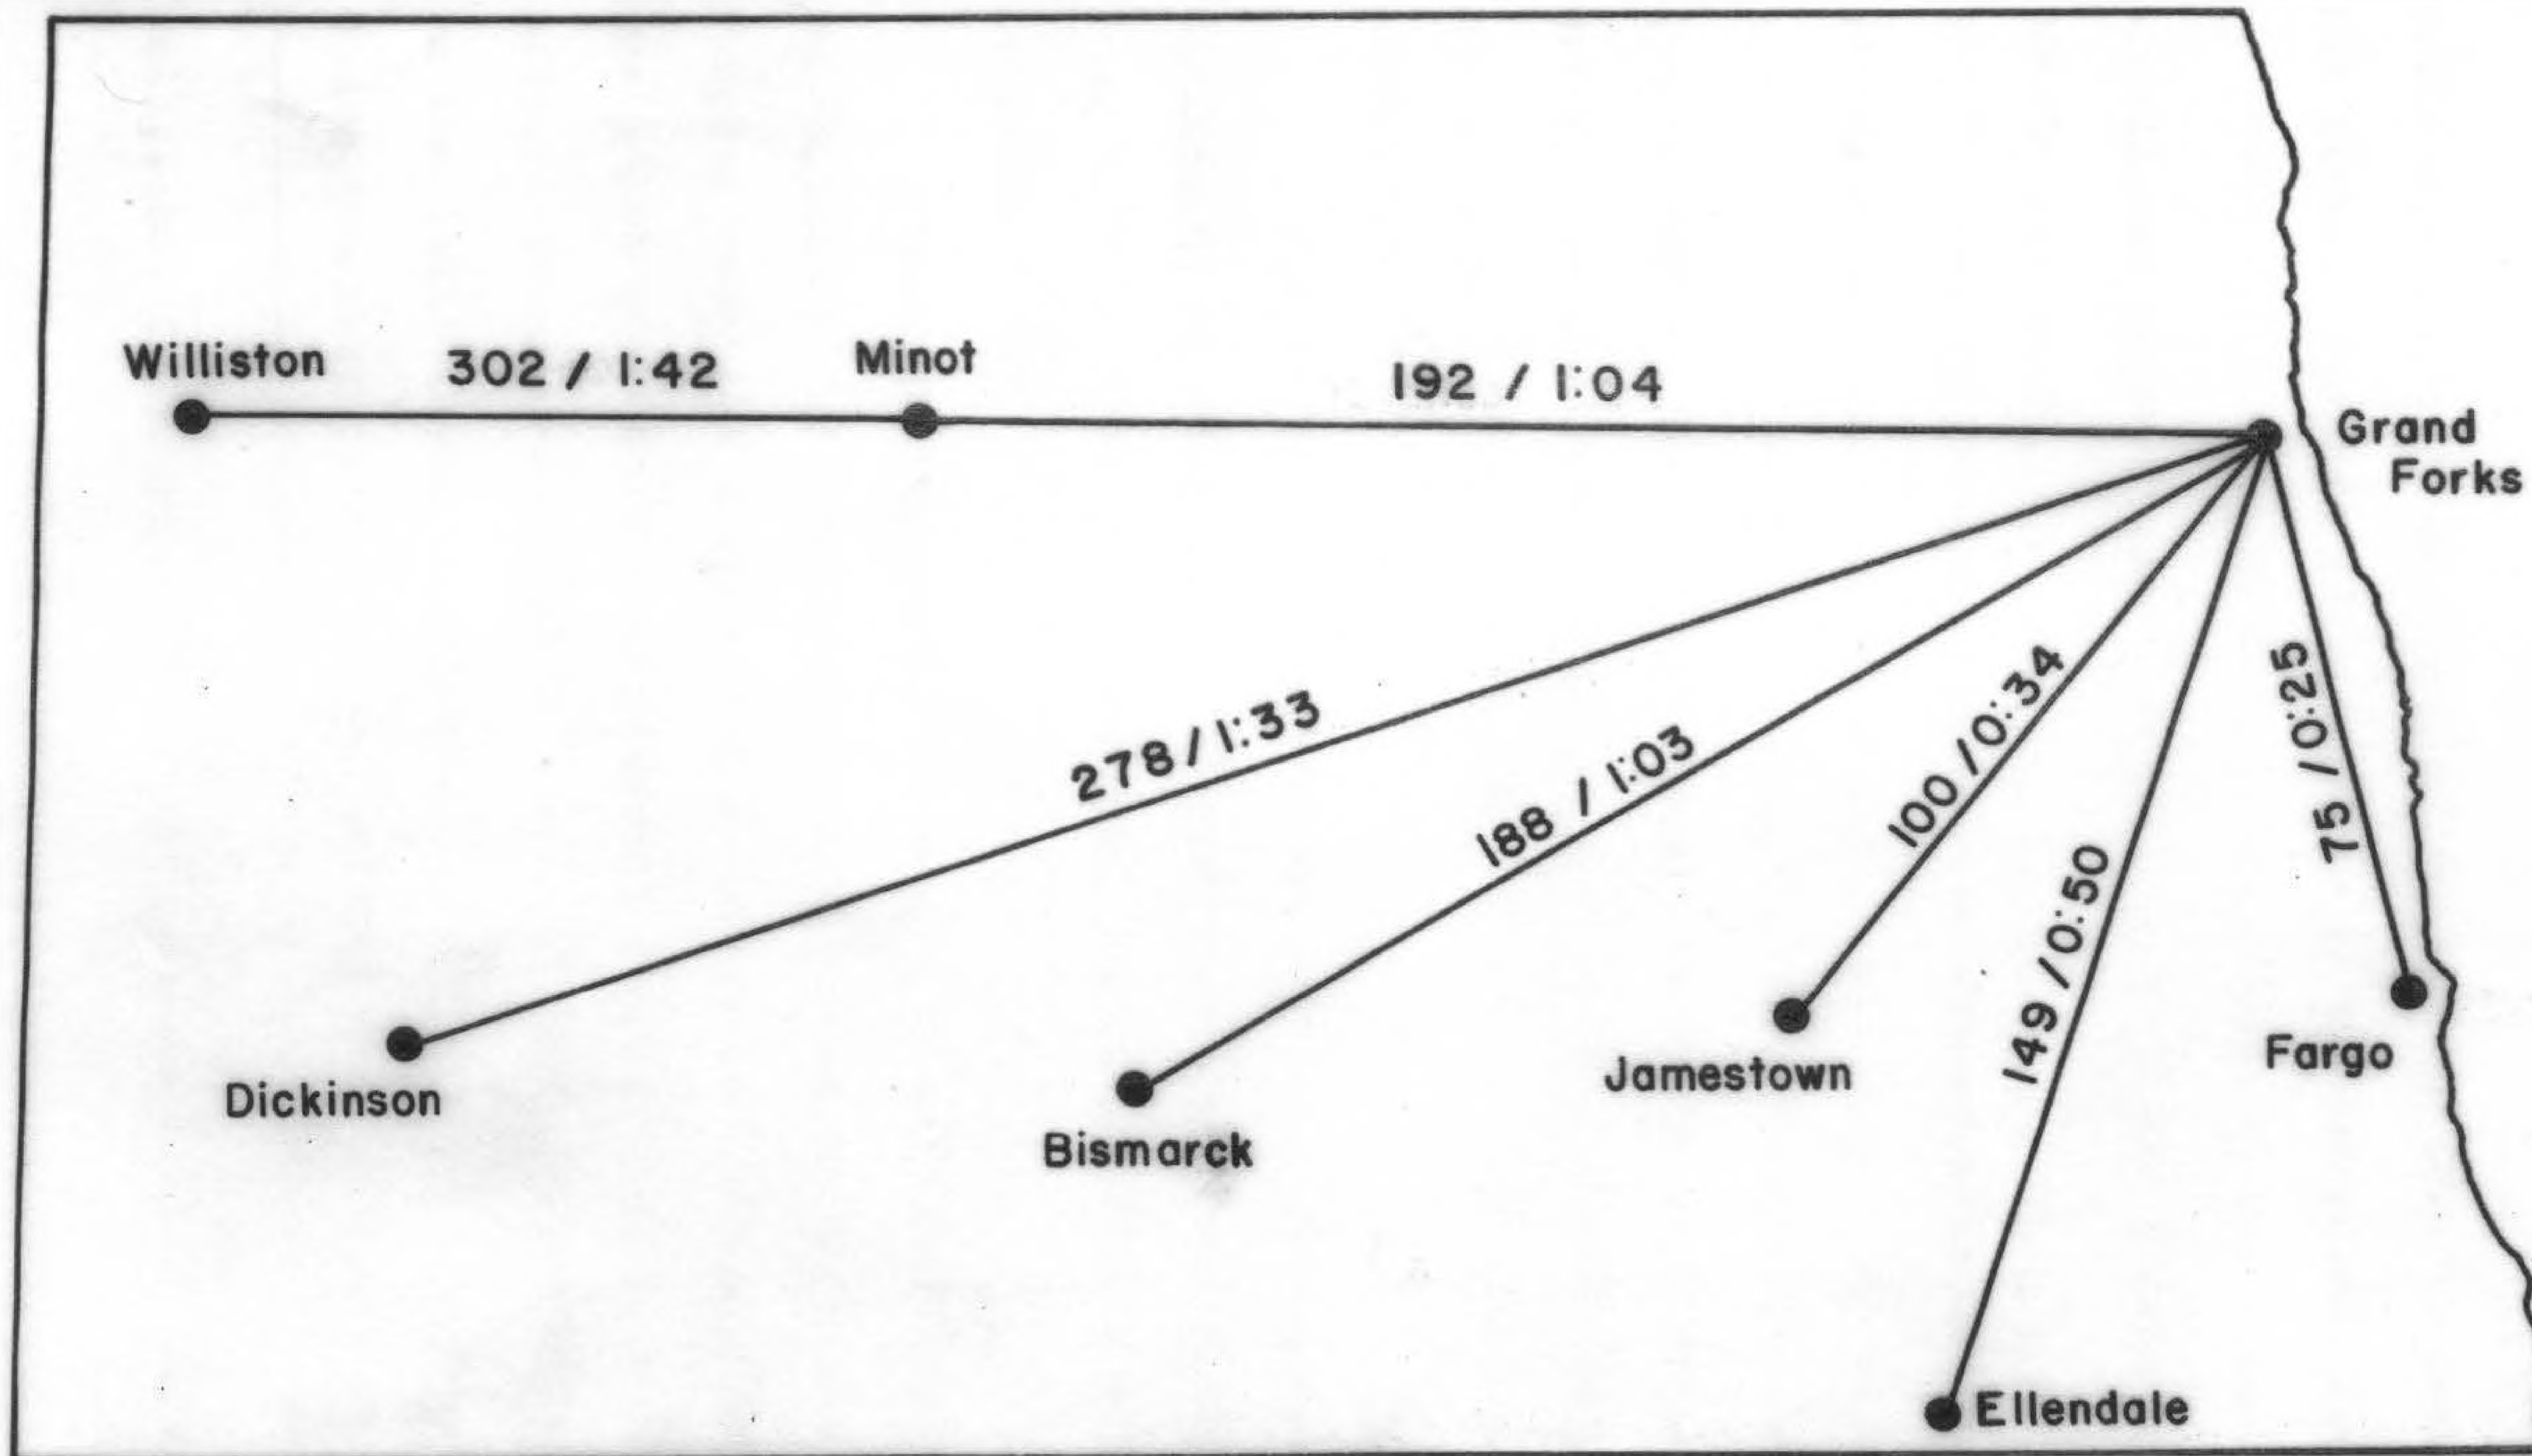 Williston
302 / 1:42
Minot
192 / 1:04
Grand
Forks
278 / 1:33
188 / 1:03
100 / 0:34
149 / 0:50
75 / 0:25
Dickinson
Bismarck
Jamestown
Fargo
Ellendale